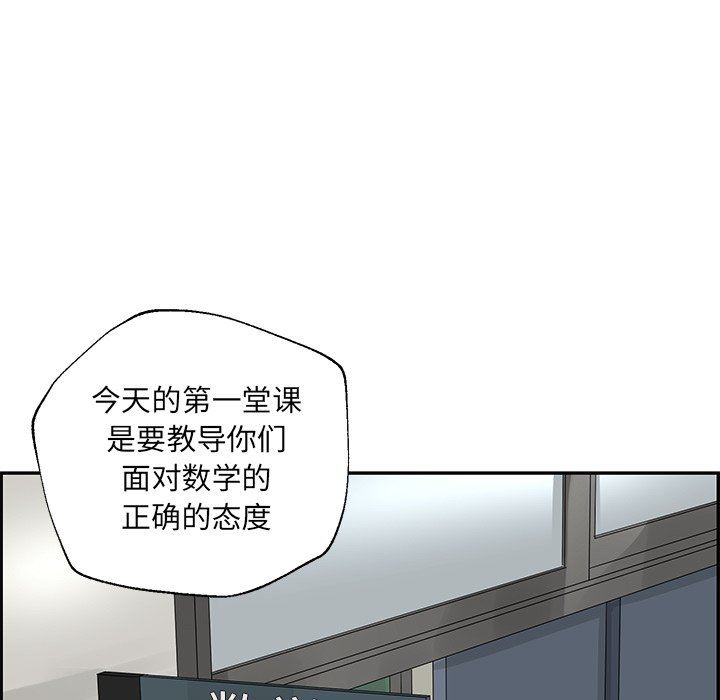 今天的第一堂课
是要教导你们
面对数学的
正确的态度